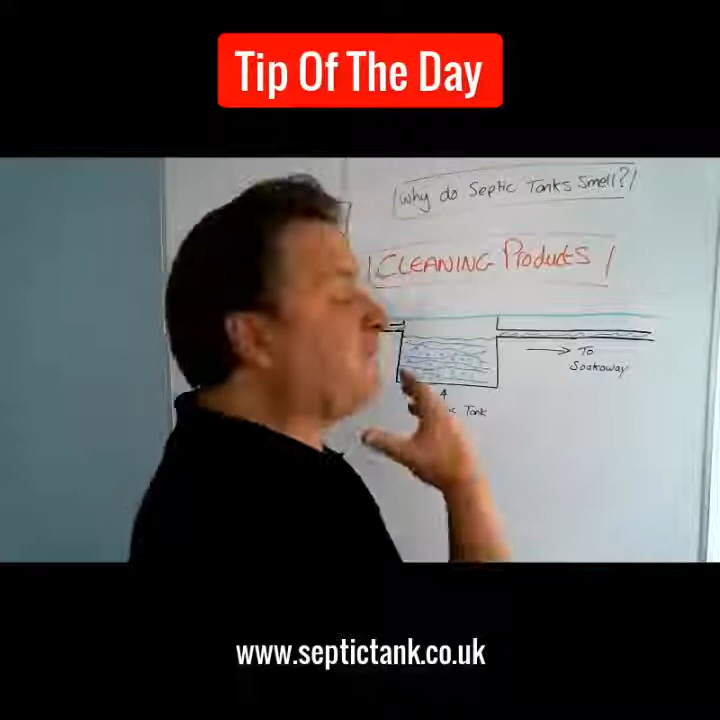 Tip Of The Day
Why do Septic Tanks Smell?
CLEANING Products
To
Soakaway
Tank
www.septictank.co.uk